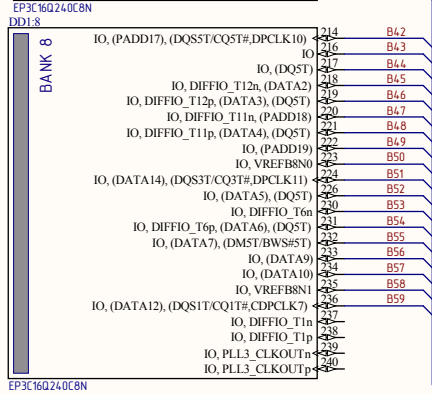 EP3C16Q240C8N
DD1:8
BANK 8
IO, (PADD17), (DQS5T/CQ5T#,DPCLK10) 214 B42
IO 216 B43
IO, (DQ5T) 217 B44
IO, DIFFIO_T12n, (DATA2) 218 B45
IO, DIFFIO_T12p, (DATA3), (DQ5T) 219 B46
IO, DIFFIO_T11n, (PADD18) 220 B47
IO, DIFFIO_T11p, (DATA4), (DQ5T) 221 B48
IO, (PADD19) 222 B49
IO, VREFB8N0 223 B50
IO, (DATA14), (DQS3T/CQ3T#,DPCLK11) 224 B51
IO, (DATA5), (DQ5T) 226 B52
IO, DIFFIO_T6n 230 B53
IO, DIFFIO_T6p, (DATA6), (DQ5T) 231 B54
IO, (DATA7), (DM5T/BWS#5T) 232 B55
IO, (DATA9) 233 B56
IO, (DATA10) 234 B57
IO, VREFB8N1 235 B58
IO, (DATA12), (DQS1T/CQ1T#,CDPCLK7) 236 B59
IO, DIFFIO_T1n 237
IO, DIFFIO_T1p 238
IO, PLL3_CLKOUTn 239
IO, PLL3_CLKOUTp 240
EP3C16Q240C8N